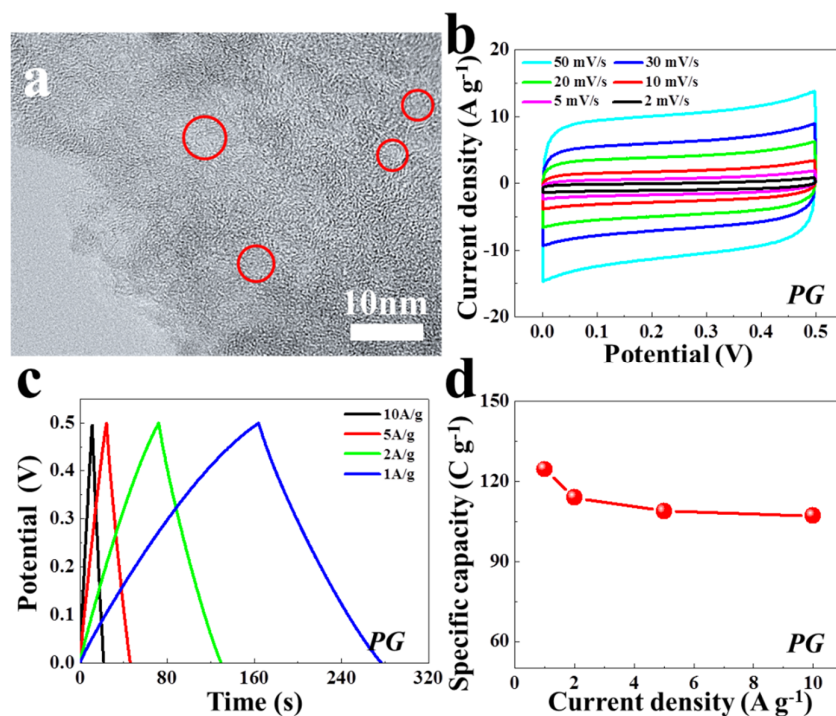 a
10nm
b
Current density (A g⁻¹)
20
10
0
-10
-20
50 mV/s 30 mV/s
20 mV/s 10 mV/s
5 mV/s 2 mV/s
PG
0.0 0.1 0.2 0.3 0.4 0.5
Potential (V)
c
Potential (V)
0.5
0.4
0.3
0.2
0.1
0.0
10A/g
5A/g
2A/g
1A/g
PG
0 80 160 240 320
Time (s)
d
Specific capacity (C g⁻¹)
150
120
90
60
PG
0 2 4 6 8 10
Current density (A g⁻¹)